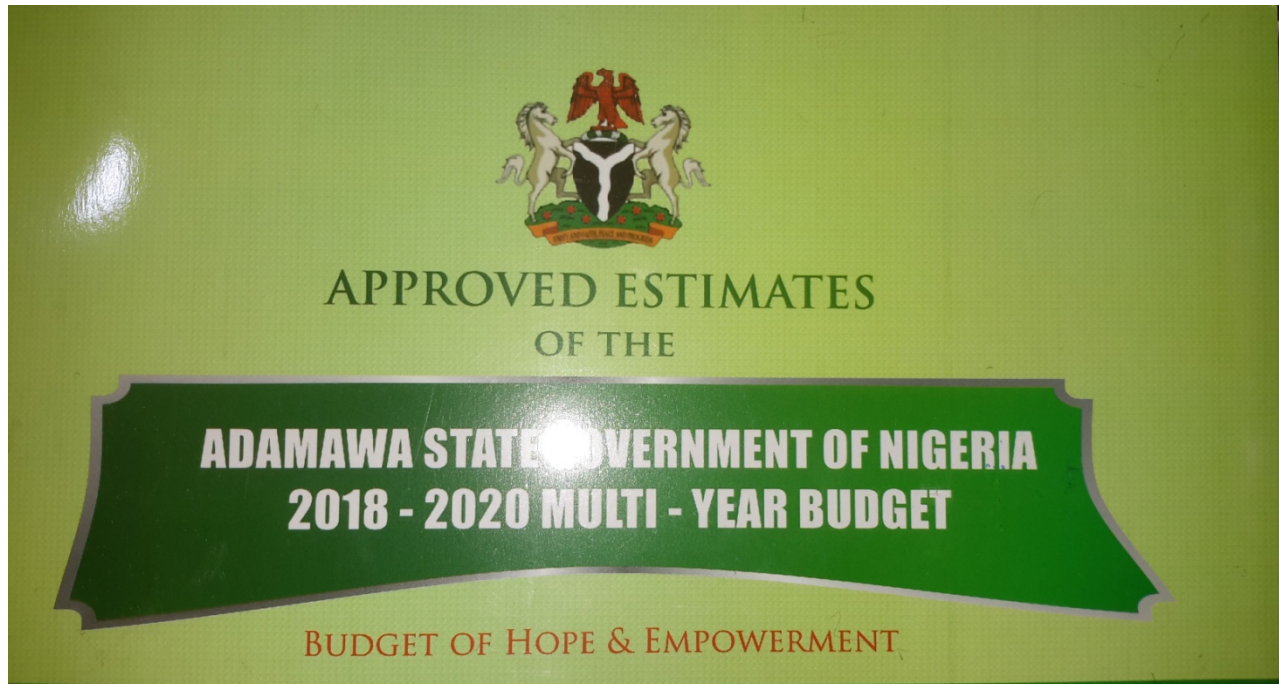 APPROVED ESTIMATES
OF THE
ADAMAWA STATE GOVERNMENT OF NIGERIA
2018 - 2020 MULTI - YEAR BUDGET
BUDGET OF HOPE & EMPOWERMENT